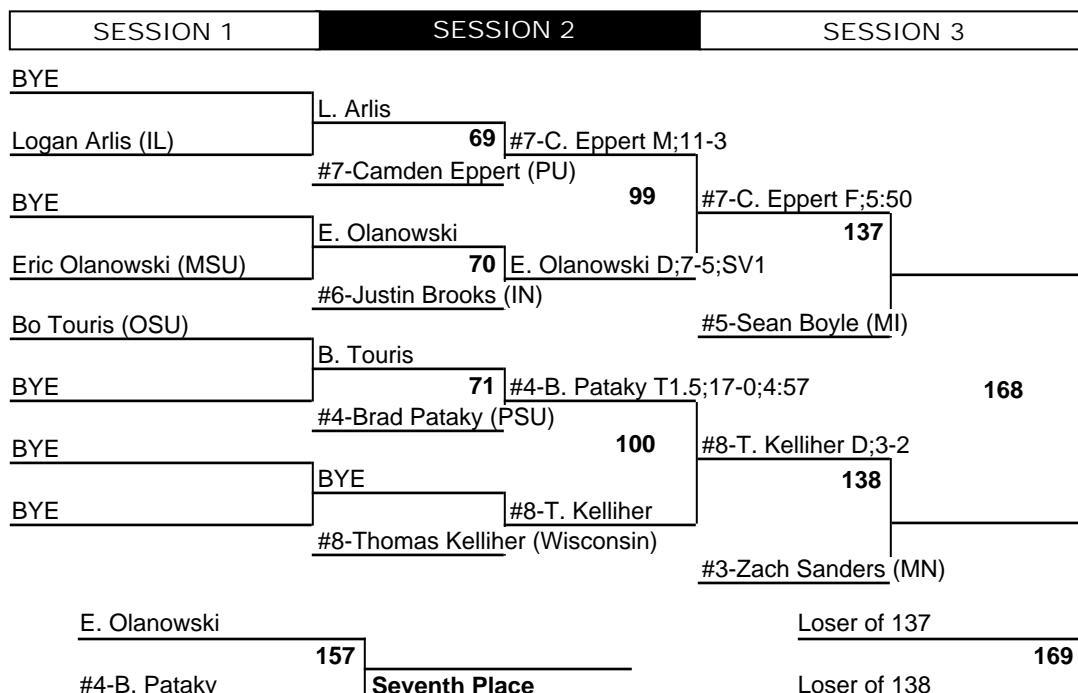 SESSION 1 SESSION 2 SESSION 3
BYE
L. Arlis
Logan Arlis (IL) 69 #7-C. Eppert M;11-3
#7-Camden Eppert (PU)
BYE 99 #7-C. Eppert F;5:50
E. Olanowski 137
Eric Olanowski (MSU) 70 E. Olanowski D;7-5;SV1
#6-Justin Brooks (IN)
Bo Touris (OSU) #5-Sean Boyle (MI)
B. Touris
BYE 71 #4-B. Pataky T1.5;17-0;4:57 168
#4-Brad Pataky (PSU)
BYE 100 #8-T. Kelliher D;3-2
BYE 138
BYE #8-T. Kelliher
#8-Thomas Kelliher (Wisconsin)
#3-Zach Sanders (MN)
E. Olanowski Loser of 137
157 169
#4-B. Pataky Seventh Place Loser of 138